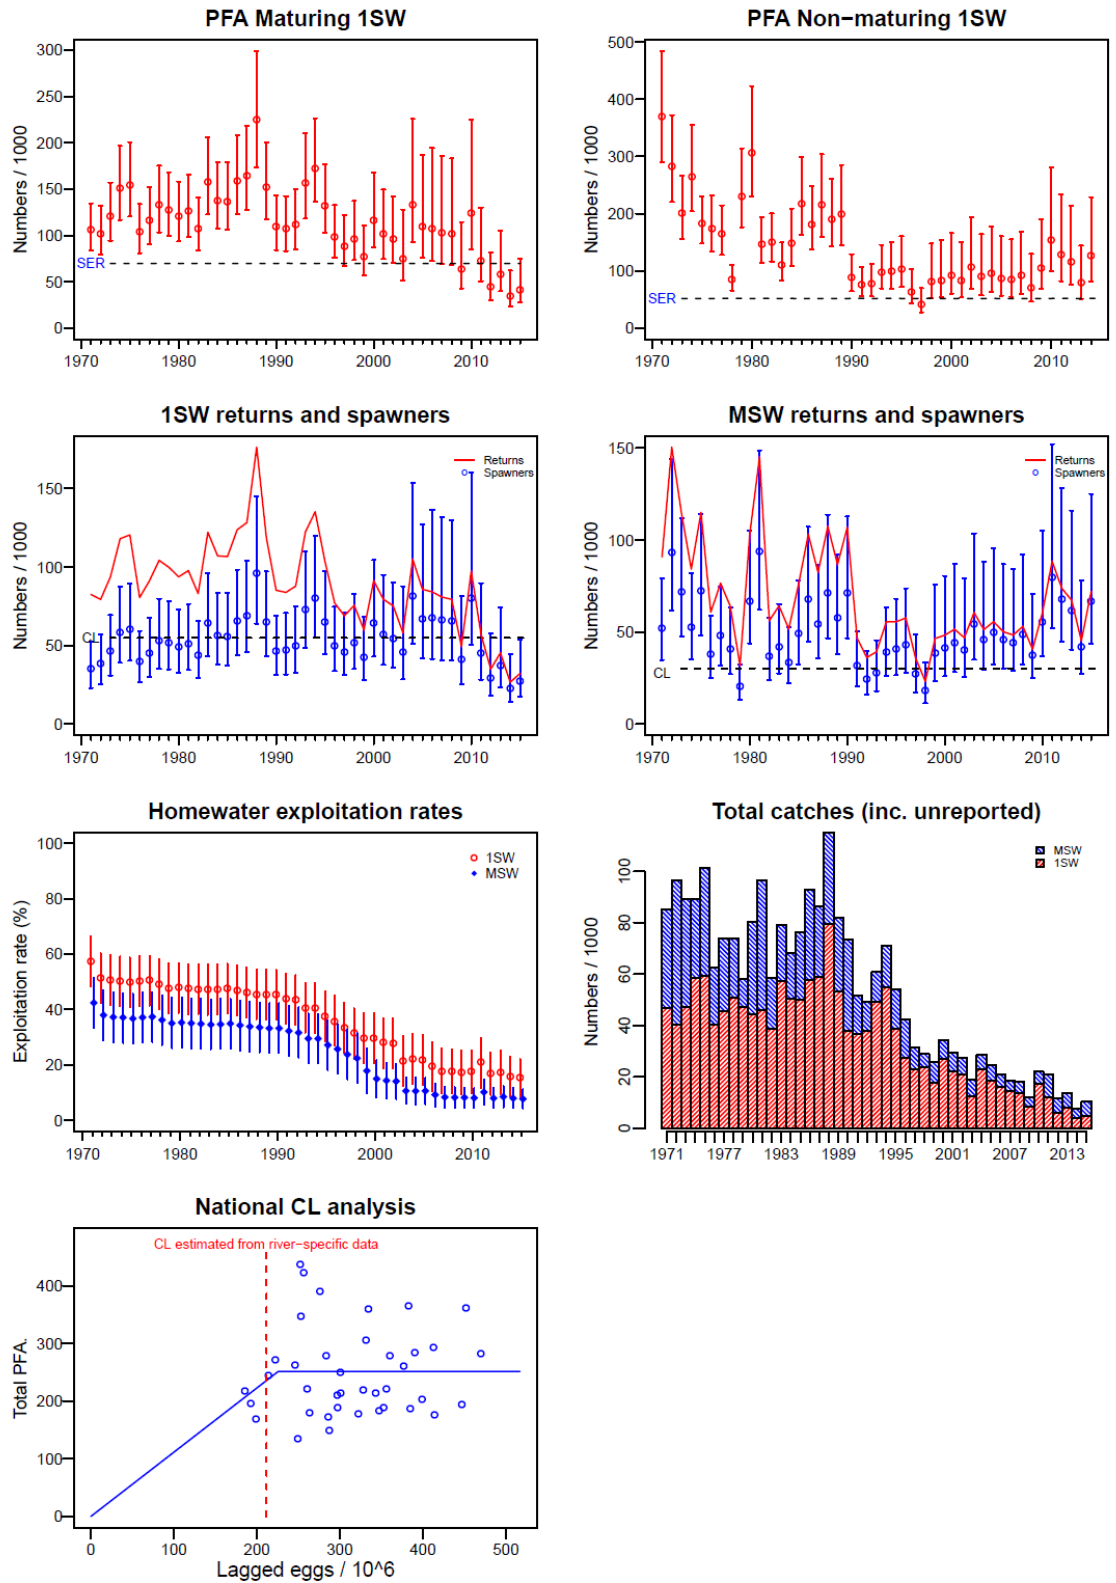 PFA Maturing 1SW
Numbers / 1000
300
250
200
150
100
50
0
SER
1970 1980 1990 2000 2010
PFA Non−maturing 1SW
Numbers / 1000
500
400
300
200
100
0
SER
1970 1980 1990 2000 2010
1SW returns and spawners
Numbers / 1000
150
100
50
0
CL
Returns
Spawners
1970 1980 1990 2000 2010
MSW returns and spawners
Numbers / 1000
150
100
50
0
CL
Returns
Spawners
1970 1980 1990 2000 2010
Homewater exploitation rates
Exploitation rate (%)
100
80
60
40
20
0
1SW
MSW
1970 1980 1990 2000 2010
Total catches (inc. unreported)
Numbers / 1000
100
80
60
40
20
0
MSW
1SW
1971 1977 1983 1989 1995 2001 2007 2013
National CL analysis
CL estimated from river−specific data
Total PFA.
400
300
200
100
0
0 100 200 300 400 500
Lagged eggs / 10^6